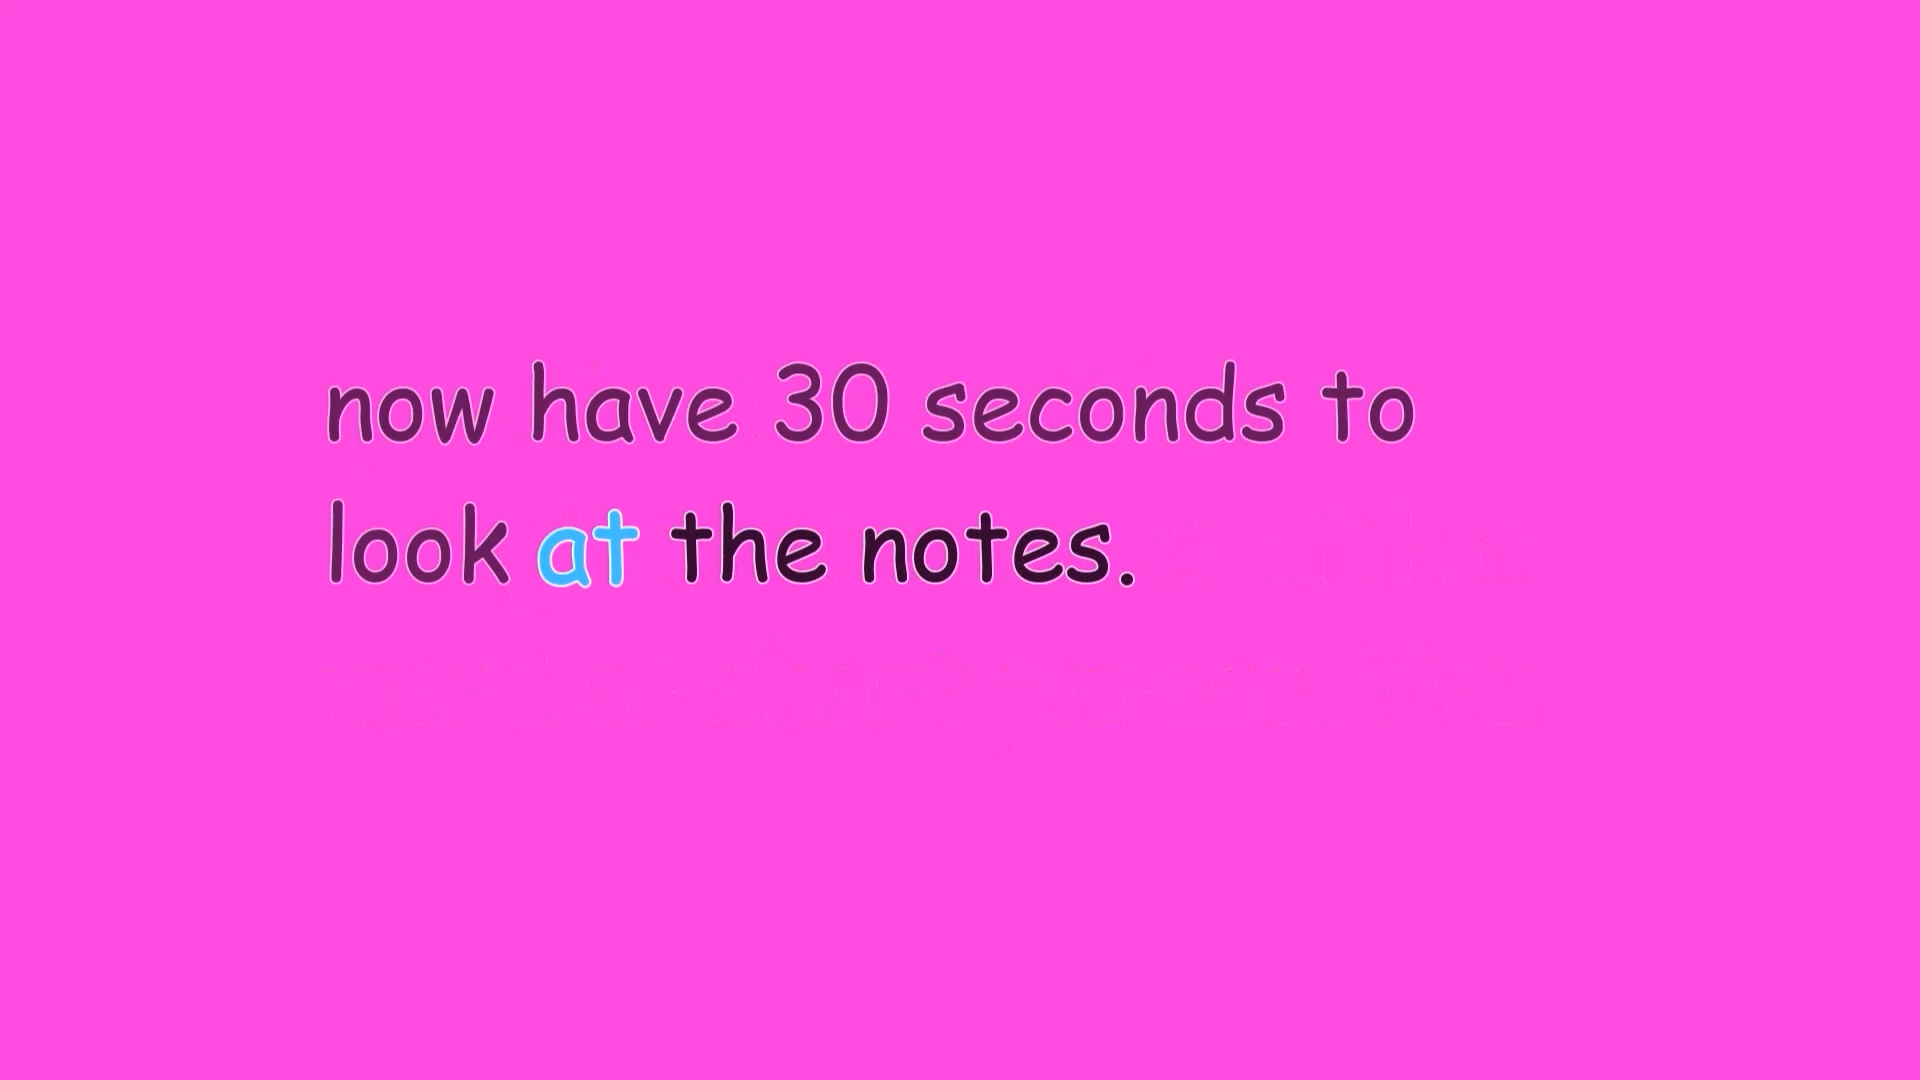 now have 30 seconds to
look at the notes.